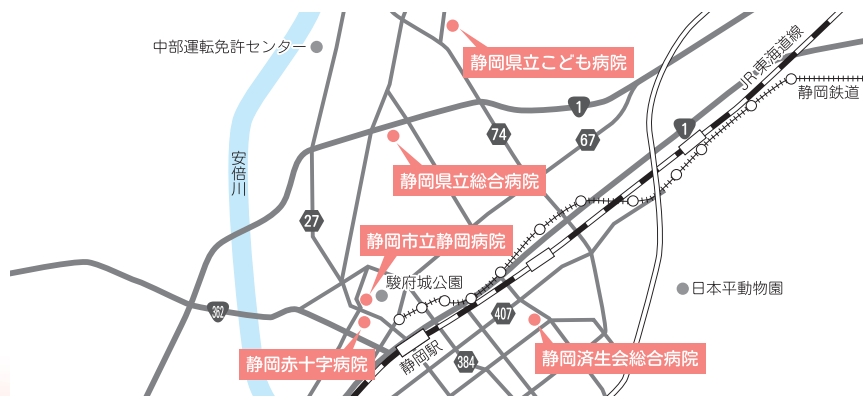 中部運転免許センター
静岡県立こども病院
JR東海道線
静岡鉄道
1
74
67
1
安倍川
静岡県立総合病院
27
静岡市立静岡病院
駿府城公園
日本平動物園
362
407
静岡駅
384
静岡赤十字病院
静岡済生会総合病院